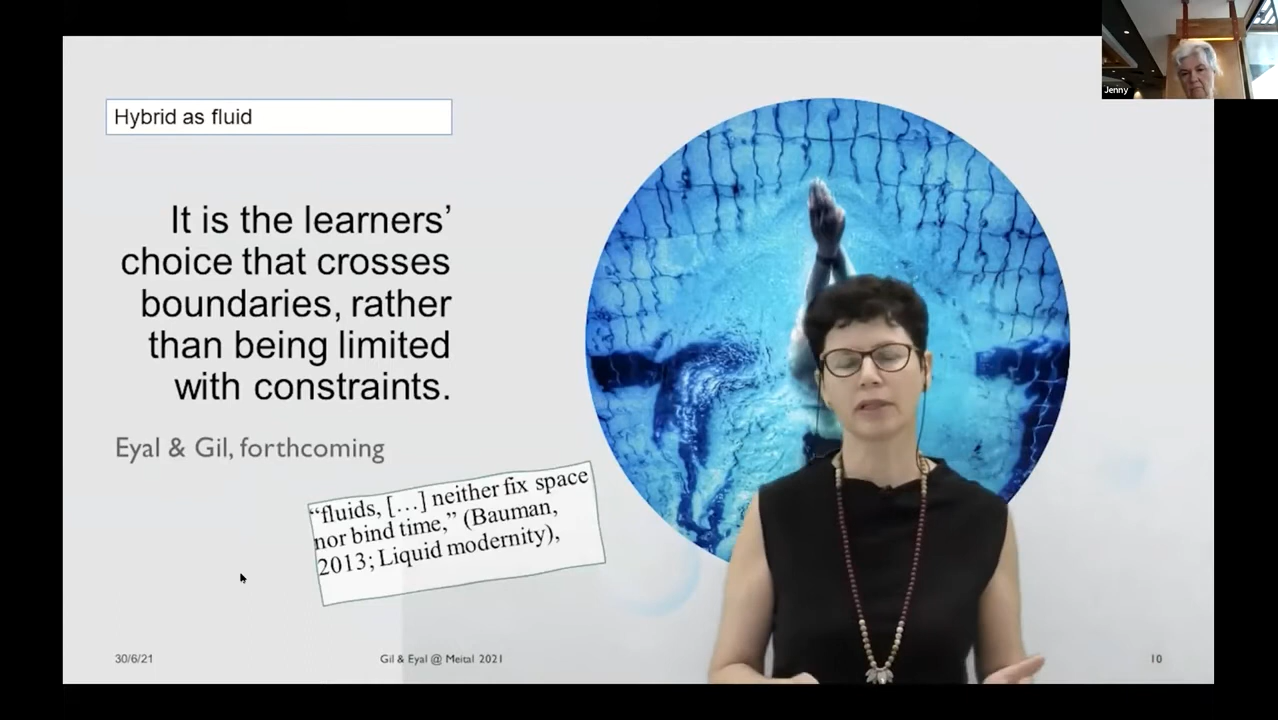 Jenny
Hybrid as fluid
It is the learners’
choice that crosses
boundaries, rather
than being limited
with constraints.
Eyal & Gil, forthcoming
“fluids, […] neither fix space
nor bind time,” (Bauman,
2013; Liquid modernity),
30/6/21
Gil & Eyal @ Meital 2021
10